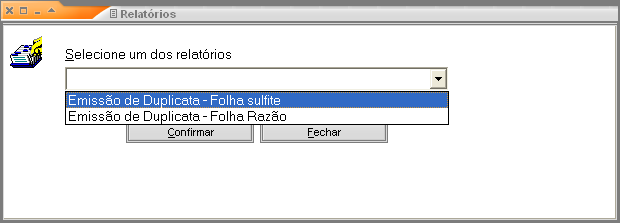 Relatórios
Selecione um dos relatórios
Emissão de Duplicata - Folha sulfite
Emissão de Duplicata - Folha Razão
Confirmar
Fechar